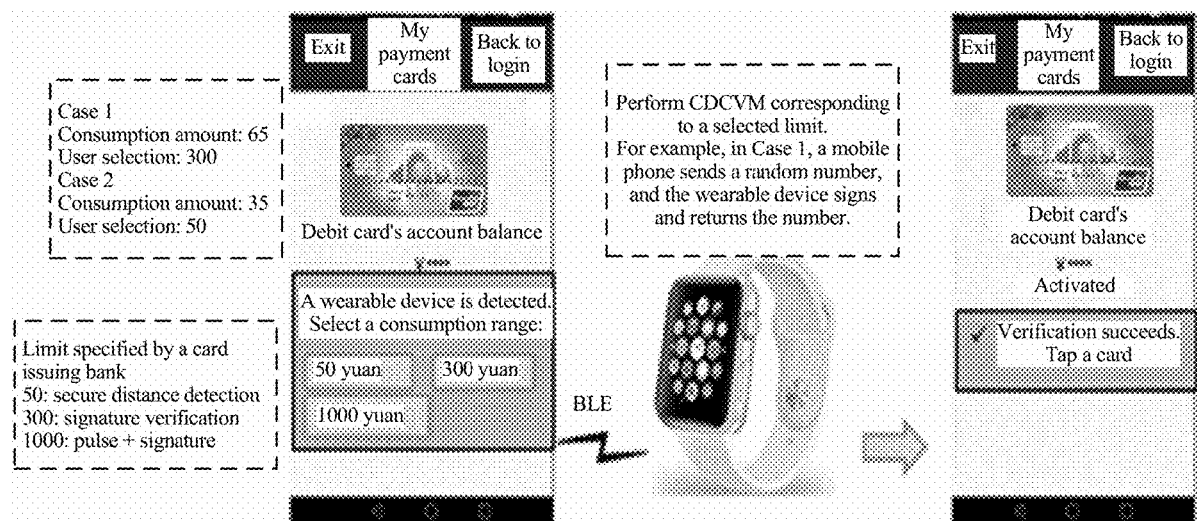 Case 1
Consumption amount: 65
User selection: 300
Case 2
Consumption amount: 35
User selection: 50
Limit specified by a card
issuing bank
50: secure distance detection
300: signature verification
1000: pulse + signature
Exit
My
payment
cards
Back to
login
Debit card's account balance
¥****
A wearable device is detected.
Select a consumption range:
50 yuan
300 yuan
1000 yuan
Perform CDCVM corresponding
to a selected limit.
For example, in Case 1, a mobile
phone sends a random number,
and the wearable device signs
and returns the number.
BLE
Exit
My
payment
cards
Back to
login
Debit card's
account balance
¥****
Activated
Verification succeeds.
Tap a card